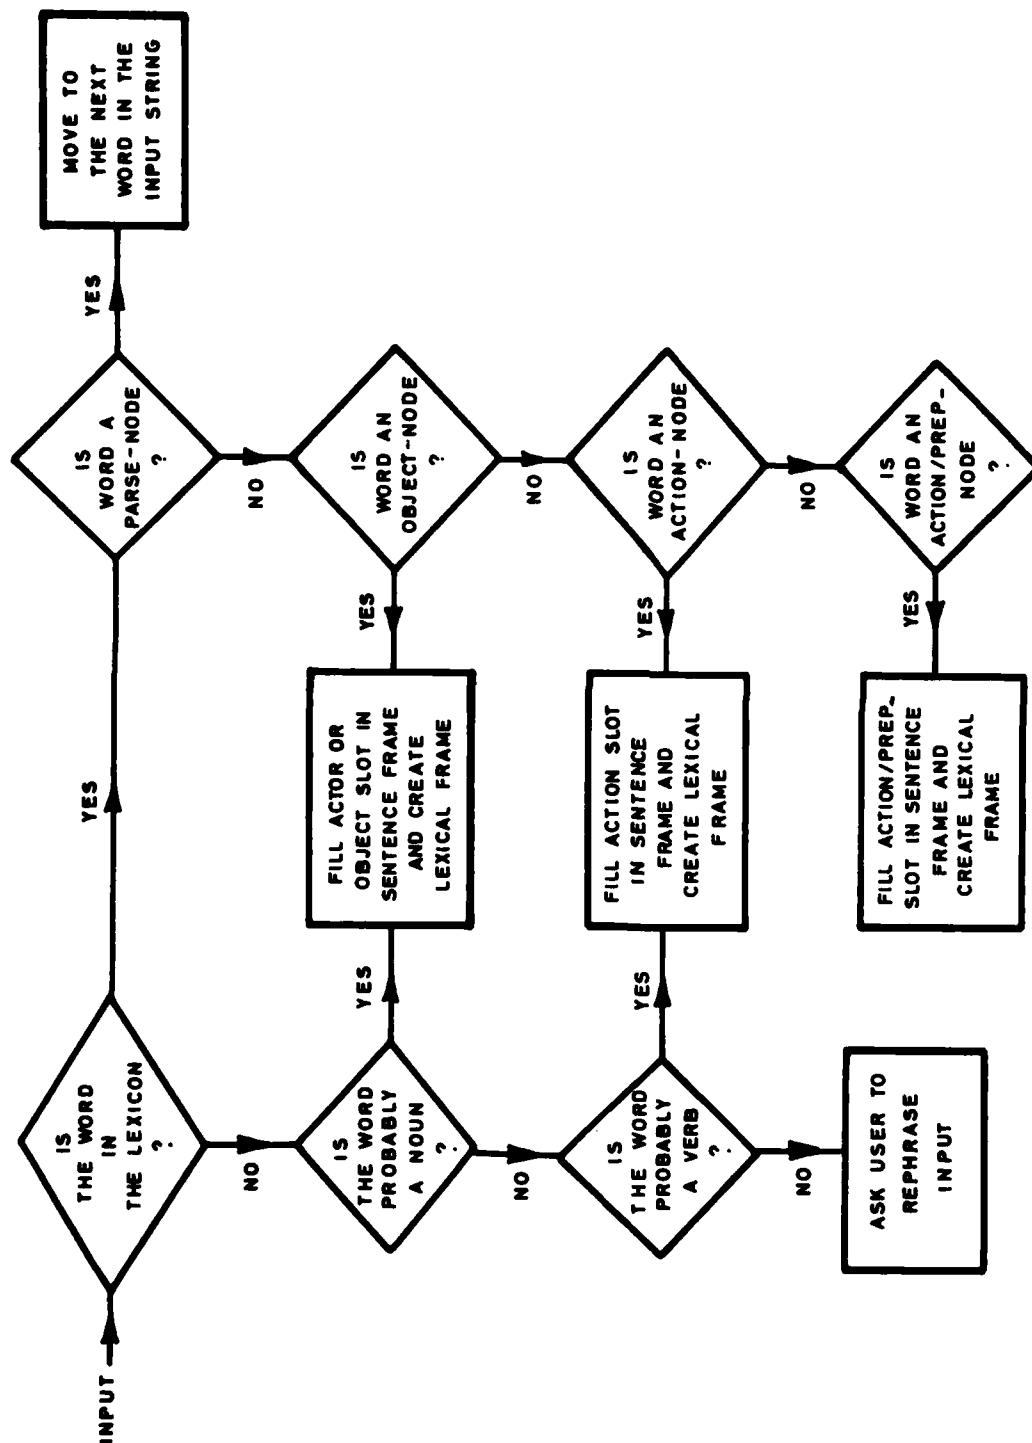 INPUT
IS
THE WORD
IN
THE LEXICON
?
YES
NO
IS
WORD A
PARSE-NODE
?
YES
NO
MOVE TO
THE NEXT
WORD IN THE
INPUT STRING
IS
THE WORD
PROBABLY
A NOUN
?
YES
NO
FILL ACTOR OR
OBJECT SLOT IN
SENTENCE FRAME
AND CREATE
LEXICAL FRAME
YES
IS
WORD AN
OBJECT-NODE
?
NO
IS
THE WORD
PROBABLY
A VERB
?
YES
NO
FILL ACTION SLOT
IN SENTENCE
FRAME AND
CREATE LEXICAL
FRAME
YES
IS
WORD AN
ACTION-NODE
?
NO
ASK USER TO
REPHRASE
INPUT
FILL ACTION/PREP-
SLOT IN SENTENCE
FRAME AND
CREATE LEXICAL
FRAME
YES
IS
WORD AN
ACTION/PREP-
NODE
?